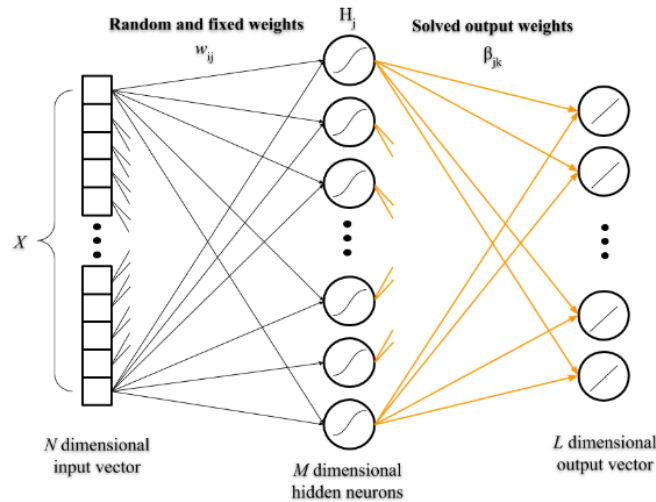 Random and fixed weights
w_ij
H_j
Solved output weights
β_jk
X
N dimensional
input vector
M dimensional
hidden neurons
L dimensional
output vector